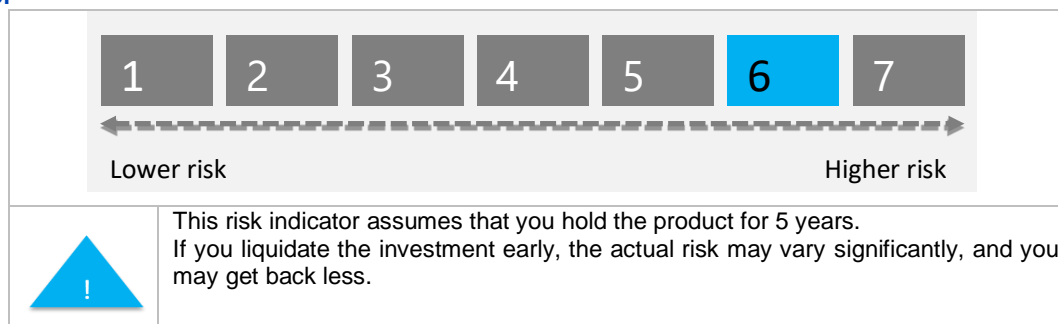 1 2 3 4 5 6 7
Lower risk Higher risk
This risk indicator assumes that you hold the product for 5 years.
If you liquidate the investment early, the actual risk may vary significantly, and you
!
may get back less.